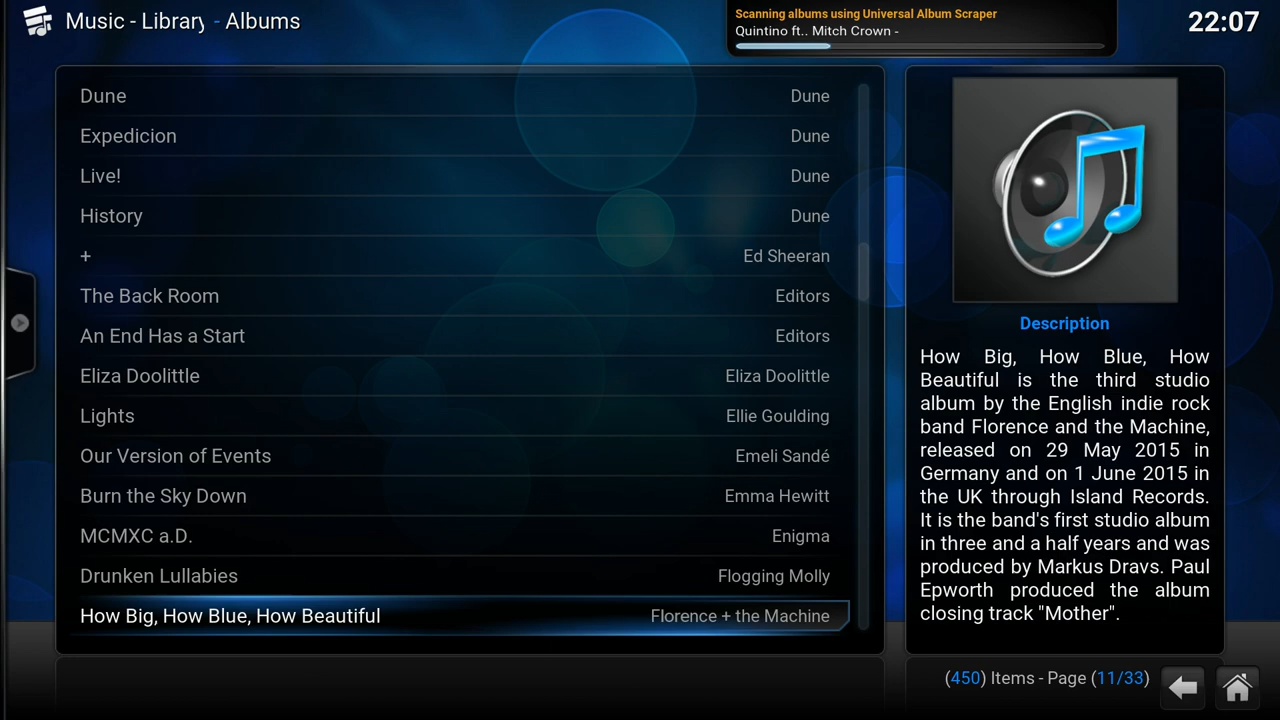 Music - Library - Albums
Scanning albums using Universal Album Scraper
Quintino ft.. Mitch Crown -
22:07
Dune Dune
Expedicion Dune
Live! Dune
History Dune
+ Ed Sheeran
The Back Room Editors
An End Has a Start Editors
Eliza Doolittle Eliza Doolittle
Lights Ellie Goulding
Our Version of Events Emeli Sandé
Burn the Sky Down Emma Hewitt
MCMXC a.D. Enigma
Drunken Lullabies Flogging Molly
How Big, How Blue, How Beautiful Florence + the Machine
Description
How Big, How Blue, How
Beautiful is the third studio
album by the English indie rock
band Florence and the Machine,
released on 29 May 2015 in
Germany and on 1 June 2015 in
the UK through Island Records.
It is the band's first studio album
in three and a half years and was
produced by Markus Dravs. Paul
Epworth produced the album
closing track "Mother".
(450) Items - Page (11/33)